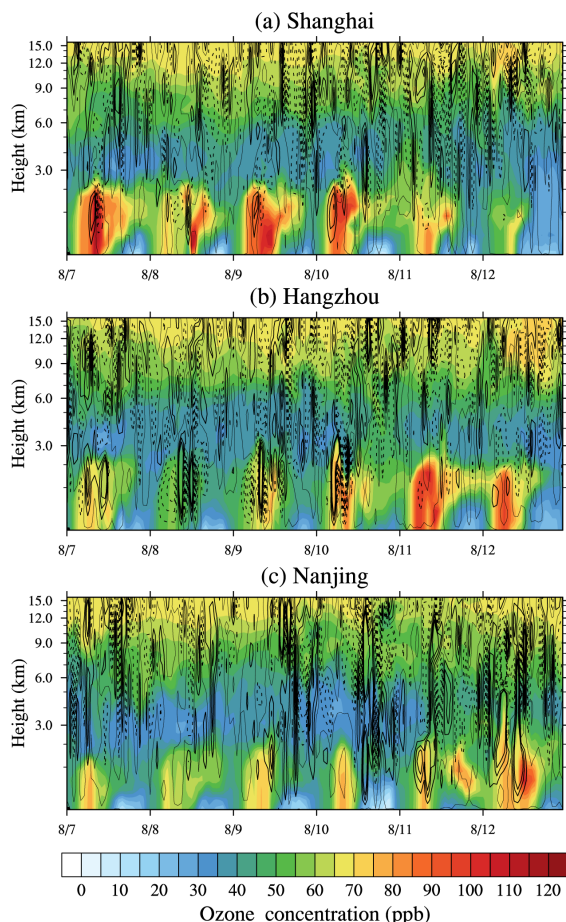 (a) Shanghai
15.0
12.0
9.0
6.0
3.0
Height (km)
8/7 8/8 8/9 8/10 8/11 8/12
(b) Hangzhou
15.0
12.0
9.0
6.0
3.0
Height (km)
8/7 8/8 8/9 8/10 8/11 8/12
(c) Nanjing
15.0
12.0
9.0
6.0
3.0
Height (km)
8/7 8/8 8/9 8/10 8/11 8/12
0 10 20 30 40 50 60 70 80 90 100 110 120
Ozone concentration (ppb)